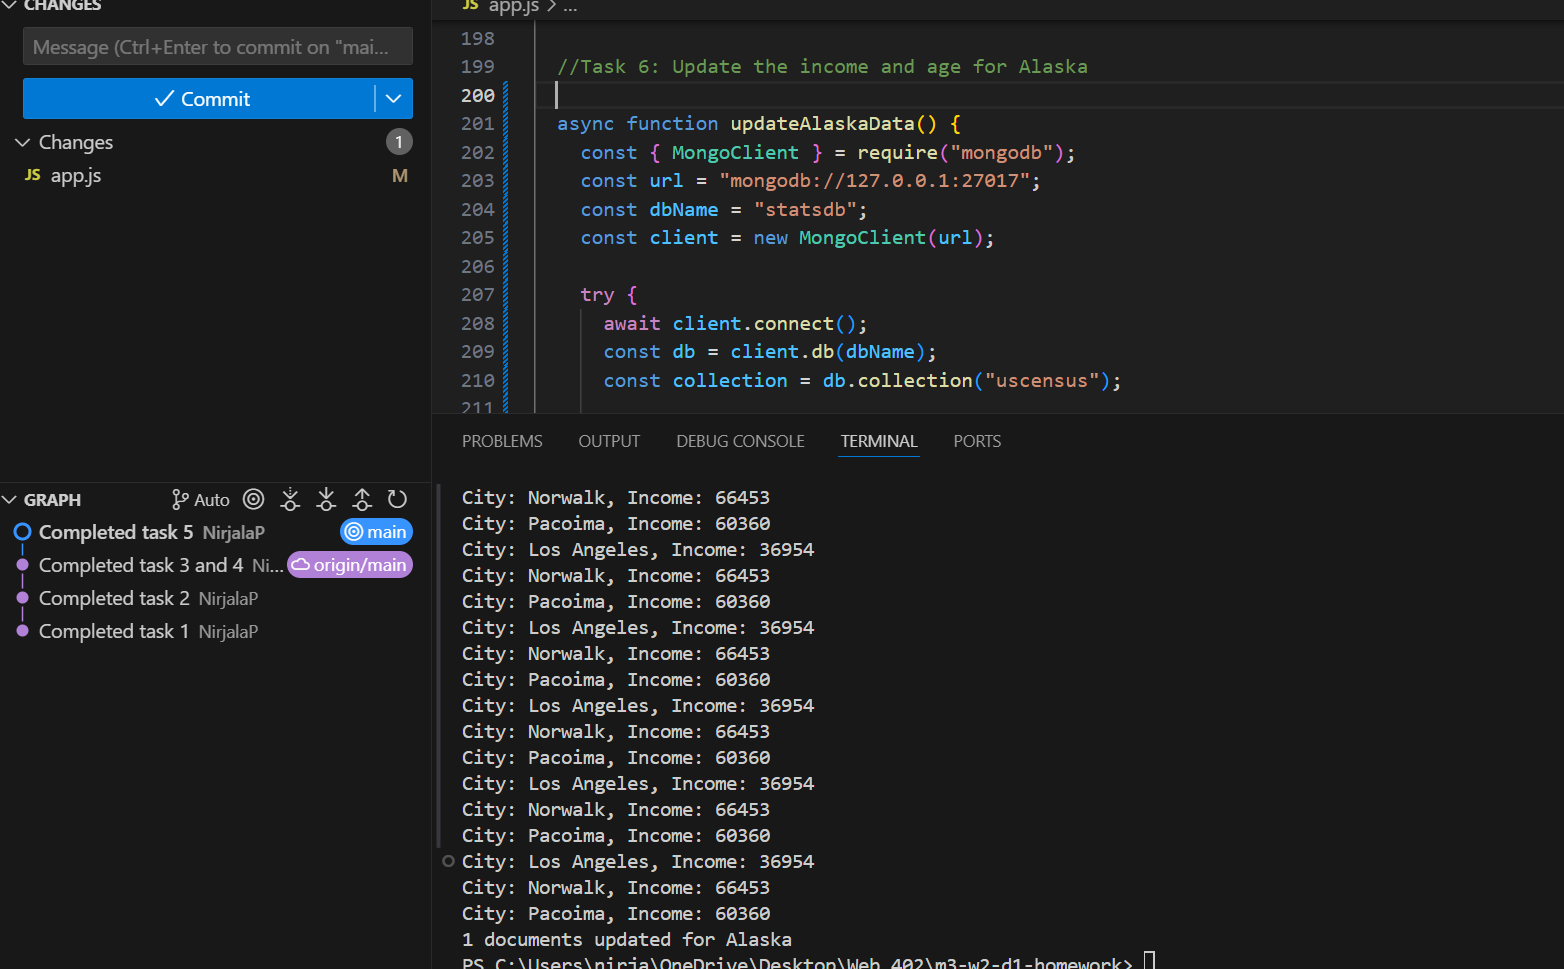 CHANGES
Message (Ctrl+Enter to commit on "mai...
Commit
Changes 1
JS app.js M
GRAPH Auto
Completed task 5 NirjalaP main
Completed task 3 and 4 Ni... origin/main
Completed task 2 NirjalaP
Completed task 1 NirjalaP
JS app.js > ...
198
199 //Task 6: Update the income and age for Alaska
200
201 async function updateAlaskaData() {
202 const { MongoClient } = require("mongodb");
203 const url = "mongodb://127.0.0.1:27017";
204 const dbName = "statsdb";
205 const client = new MongoClient(url);
206
207 try {
208 await client.connect();
209 const db = client.db(dbName);
210 const collection = db.collection("uscensus");
211
PROBLEMS OUTPUT DEBUG CONSOLE TERMINAL PORTS
City: Norwalk, Income: 66453
City: Pacoima, Income: 60360
City: Los Angeles, Income: 36954
City: Norwalk, Income: 66453
City: Pacoima, Income: 60360
City: Los Angeles, Income: 36954
City: Norwalk, Income: 66453
City: Pacoima, Income: 60360
City: Los Angeles, Income: 36954
City: Norwalk, Income: 66453
City: Pacoima, Income: 60360
City: Los Angeles, Income: 36954
City: Norwalk, Income: 66453
City: Pacoima, Income: 60360
City: Los Angeles, Income: 36954
City: Norwalk, Income: 66453
City: Pacoima, Income: 60360
1 documents updated for Alaska
PS C:\Users\nirja\OneDrive\Desktop\Web 402\m3-w2-d1-homework>